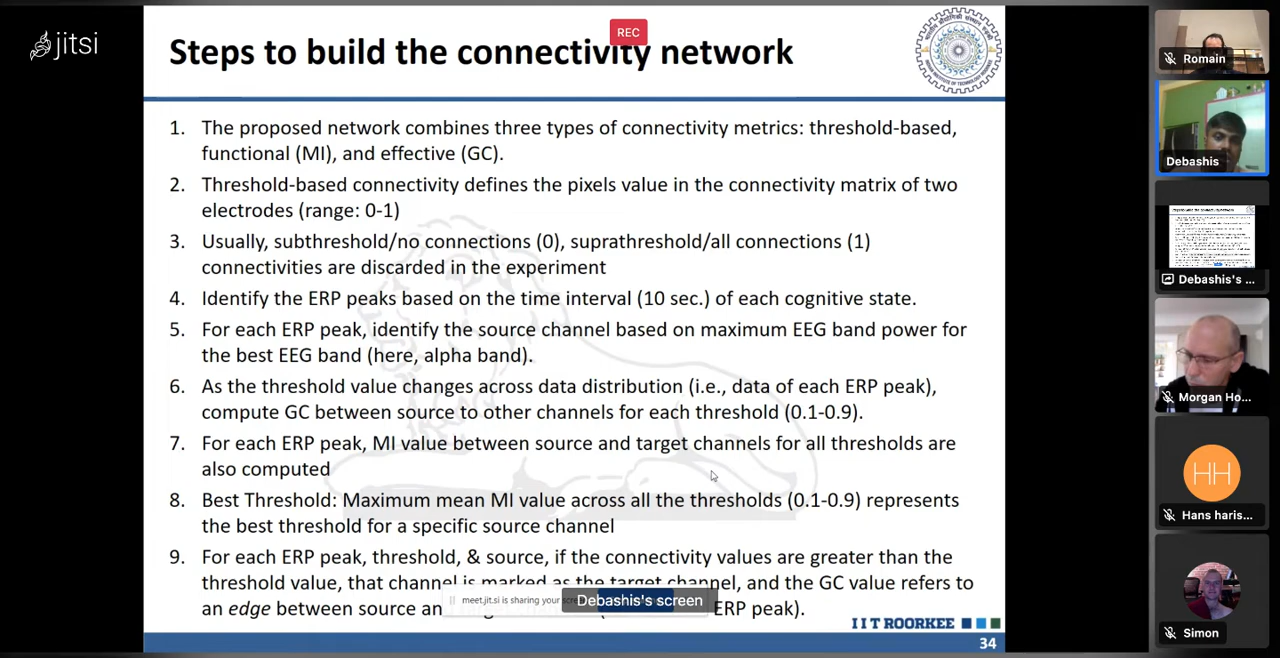 jitsi
REC
Steps to build the connectivity network
1. The proposed network combines three types of connectivity metrics: threshold-based,
functional (MI), and effective (GC).
2. Threshold-based connectivity defines the pixels value in the connectivity matrix of two
electrodes (range: 0-1)
3. Usually, subthreshold/no connections (0), suprathreshold/all connections (1)
connectivities are discarded in the experiment
4. Identify the ERP peaks based on the time interval (10 sec.) of each cognitive state.
5. For each ERP peak, identify the source channel based on maximum EEG band power for
the best EEG band (here, alpha band).
6. As the threshold value changes across data distribution (i.e., data of each ERP peak),
compute GC between source to other channels for each threshold (0.1-0.9).
7. For each ERP peak, MI value between source and target channels for all thresholds are
also computed
8. Best Threshold: Maximum mean MI value across all the thresholds (0.1-0.9) represents
the best threshold for a specific source channel
9. For each ERP peak, threshold, & source, if the connectivity values are greater than the
threshold value, that channel is marked as the target channel, and the GC value refers to
an edge between source an
ERP peak).
meet.jit.si is sharing your
Debashis's screen
IIT ROORKEE
34
Romain
Debashis
Debashis's ...
Morgan Ho...
HH
Hans haris...
Simon